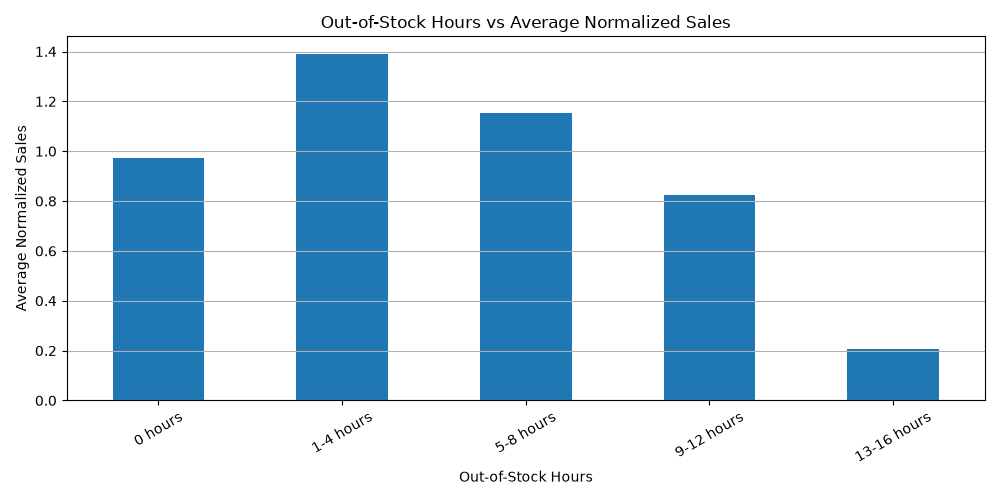 Out-of-Stock Hours vs Average Normalized Sales
Average Normalized Sales
1.4
1.2
1.0
0.8
0.6
0.4
0.2
0.0
0 hours
1-4 hours
5-8 hours
9-12 hours
13-16 hours
Out-of-Stock Hours